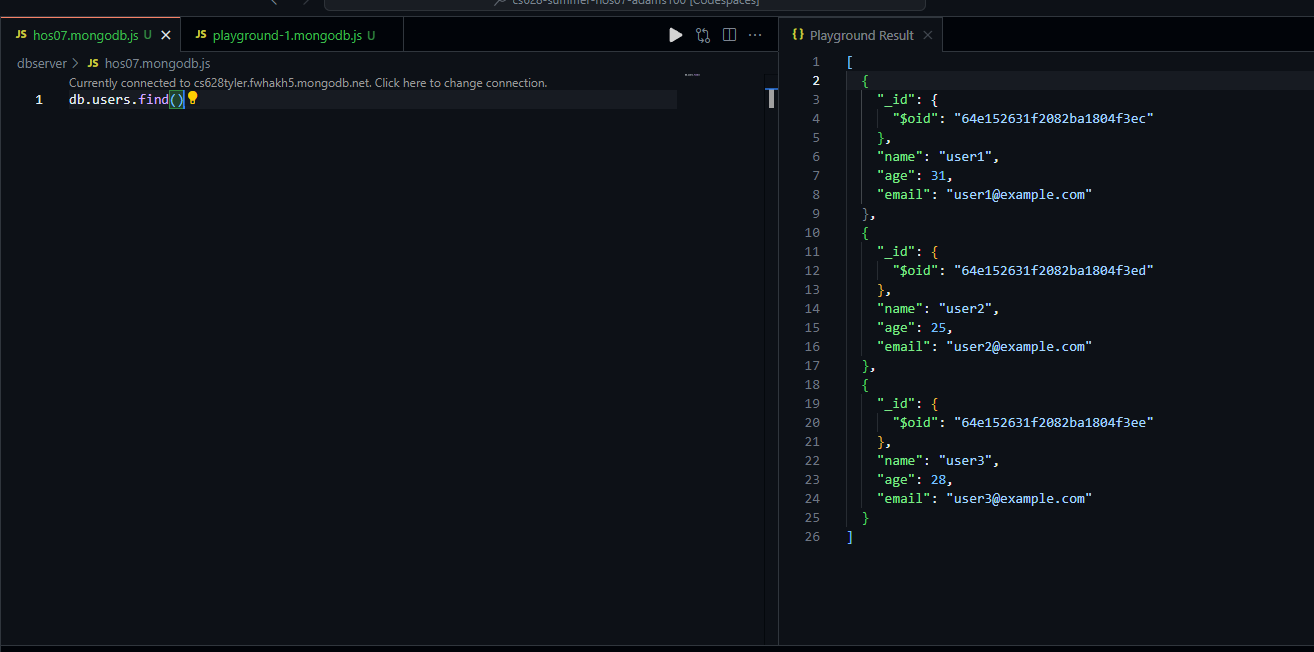 cs628-summer-hos07-adams100 [Codespaces]
JS hos07.mongodb.js U
JS playground-1.mongodb.js U
dbserver > JS hos07.mongodb.js
Currently connected to cs628tyler.fwhakh5.mongodb.net. Click here to change connection.
1 db.users.find()
{} Playground Result
1 [
2 {
3 "_id": {
4 "$oid": "64e152631f2082ba1804f3ec"
5 },
6 "name": "user1",
7 "age": 31,
8 "email": "user1@example.com"
9 },
10 {
11 "_id": {
12 "$oid": "64e152631f2082ba1804f3ed"
13 },
14 "name": "user2",
15 "age": 25,
16 "email": "user2@example.com"
17 },
18 {
19 "_id": {
20 "$oid": "64e152631f2082ba1804f3ee"
21 },
22 "name": "user3",
23 "age": 28,
24 "email": "user3@example.com"
25 }
26 ]